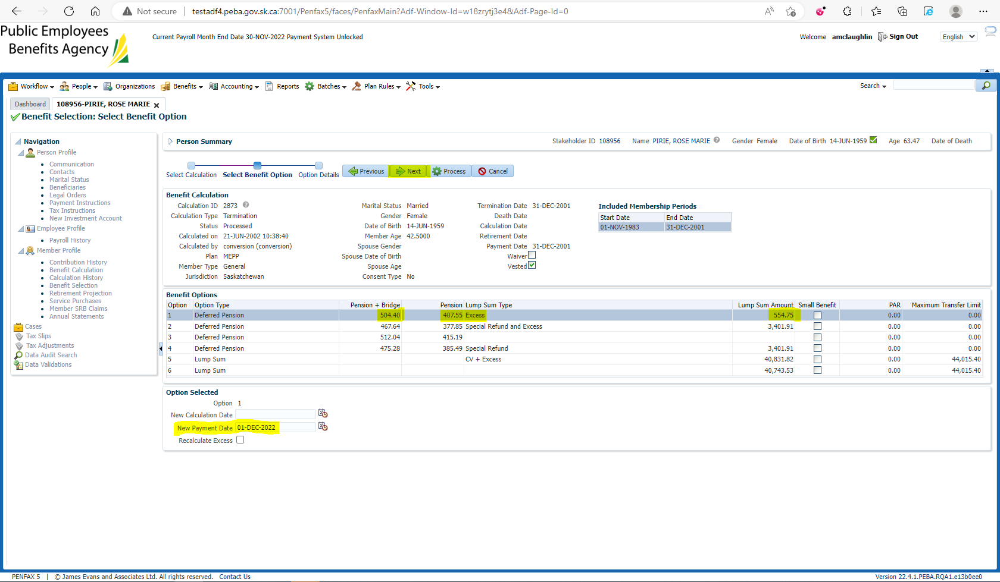 Not secure testadf4.peba.gov.sk.ca:7001/Penfax5/faces/PenfaxMain?Adf-Window-Id=w18zrytj3e4&Adf-Page-Id=0
Public Employees
Benefits Agency
Current Payroll Month End Date 30-NOV-2022 Payment System Unlocked
Welcome amclaughlin Sign Out English
Workflow People Organizations Benefits Accounting Reports Batches Plan Rules Tools Search
Dashboard 108956-PIRIE, ROSE MARIE
Benefit Selection: Select Benefit Option
Navigation
Person Profile
Communication
Contacts
Marital Status
Beneficiaries
Legal Orders
Payment Instructions
Tax Instructions
New Investment Account
Employee Profile
Payroll History
Member Profile
Contribution History
Benefit Calculation
Calculation History
Benefit Selection
Retirement Projection
Service Purchases
Member SRB Claims
Annual Statements
Cases
Tax Slips
Tax Adjustments
Data Audit Search
Data Validations
Person Summary Stakeholder ID 108956 Name PIRIE, ROSE MARIE Gender Female Date of Birth 14-JUN-1959 Age 63.47 Date of Death
Select Calculation Select Benefit Option Option Details Previous Next Process Cancel
Benefit Calculation
Calculation ID 2873 Marital Status Married Termination Date 31-DEC-2001 Included Membership Periods
Calculation Type Termination Gender Female Death Date Start Date End Date
Status Processed Date of Birth 14-JUN-1959 Calculation Date 01-NOV-1983 31-DEC-2001
Calculated on 21-JUN-2002 10:38:40 Member Age 42.5000 Retirement Date
Calculated by conversion (conversion) Spouse Gender Payment Date 31-DEC-2001
Plan MEPP Spouse Date of Birth Waiver
Member Type General Spouse Age Vested
Jurisdiction Saskatchewan Consent Type No
Benefit Options
Option Option Type Pension + Bridge Pension Lump Sum Type Lump Sum Amount Small Benefit PAR Maximum Transfer Limit
1 Deferred Pension 504.40 407.55 Excess 554.75 0.00 0.00
2 Deferred Pension 467.64 377.85 Special Refund and Excess 3,401.91 0.00 0.00
3 Deferred Pension 512.04 415.19 0.00 0.00
4 Deferred Pension 475.28 385.49 Special Refund 3,401.91 0.00 0.00
5 Lump Sum CV + Excess 40,831.82 0.00 44,015.40
6 Lump Sum 40,743.53 0.00 44,015.40
Option Selected
Option 1
New Calculation Date
New Payment Date 01-DEC-2022
Recalculate Excess
PENFAX 5 | © James Evans and Associates Ltd. All rights reserved. Contact Us Version 22.4.1.PEBA.RQA1.e13b0ee0